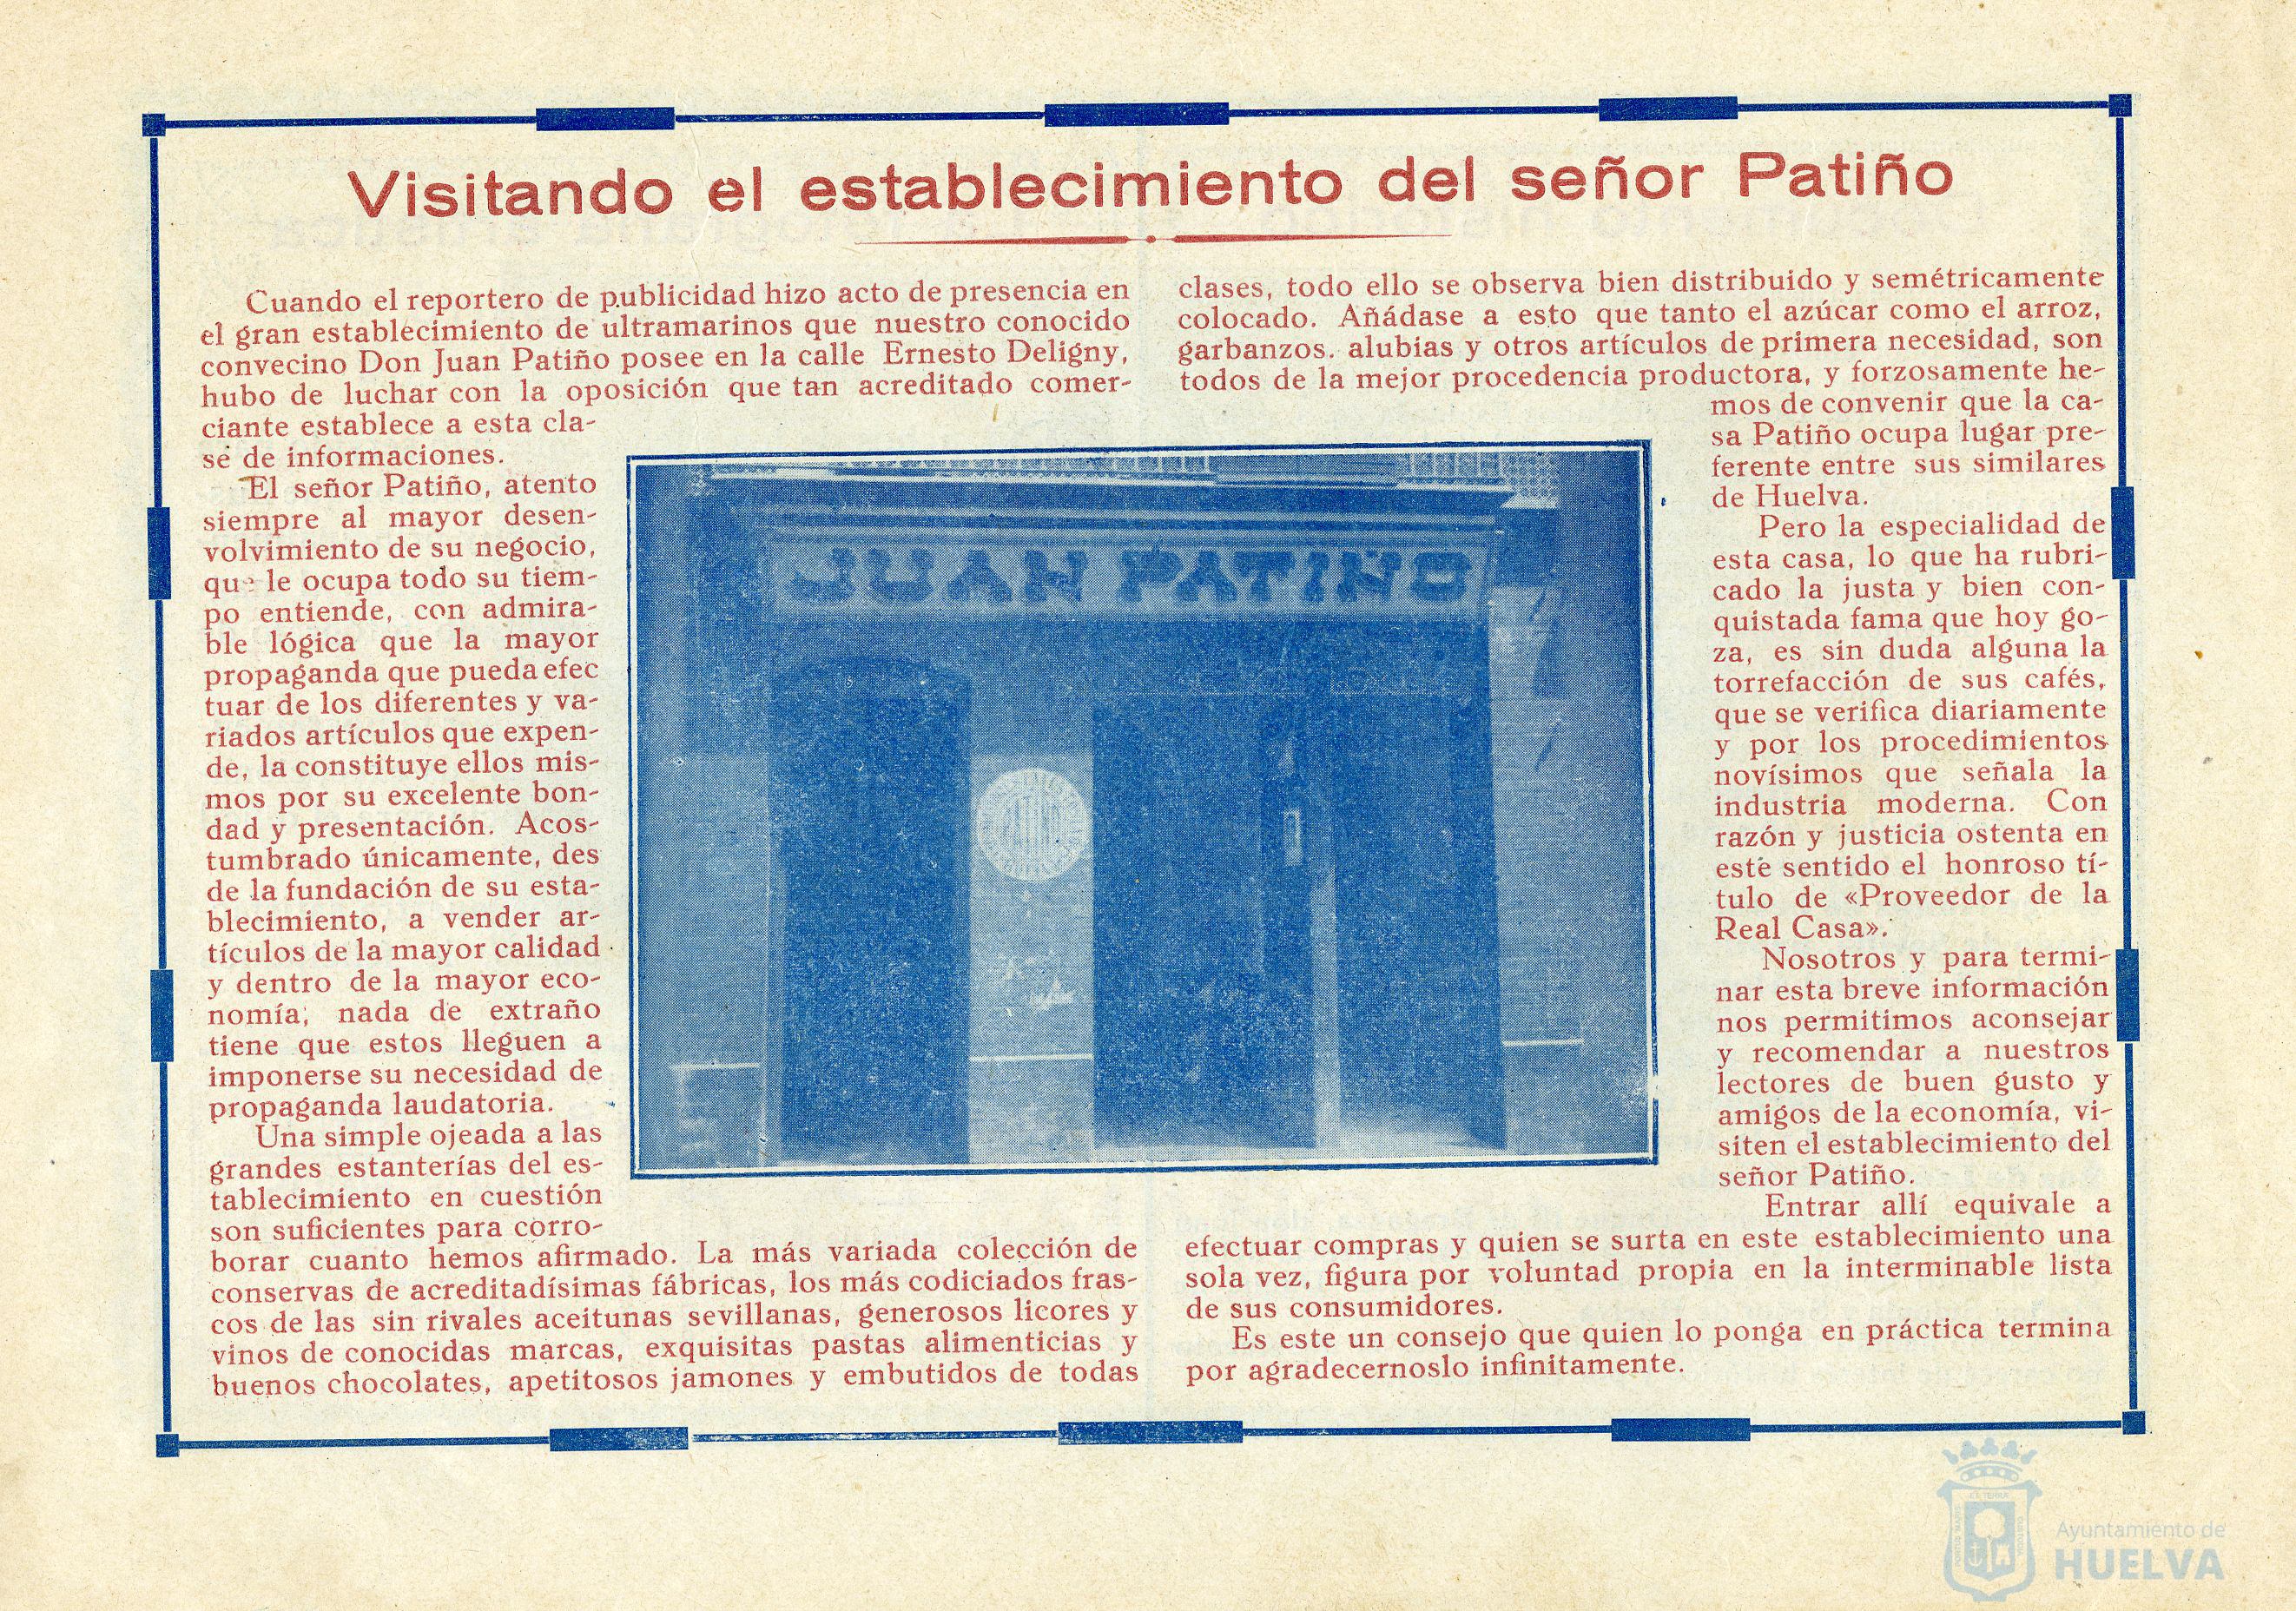 Visitando el establecimiento del señor Patiño
Cuando el reportero de publicidad hizo acto de presencia en
el gran establecimiento de ultramarinos que nuestro conocido
convecino Don Juan Patiño posee en la calle Ernesto Deligny,
hubo de luchar con la oposición que tan acreditado comer-
ciante establece a esta cla-
se de informaciones.
El señor Patiño, atento
siempre al mayor desen-
volvimiento de su negocio,
que le ocupa todo su tiem-
po entiende, con admira-
ble lógica que la mayor
propaganda que pueda efec
tuar de los diferentes y va-
riados artículos que expen-
de, la constituye ellos mis-
mos por su excelente bon-
dad y presentación. Acos-
tumbrado únicamente, des
de la fundación de su esta-
blecimiento, a vender ar-
tículos de la mayor calidad
y dentro de la mayor eco-
nomía, nada de extraño
tiene que estos lleguen a
imponerse su necesidad de
propaganda laudatoria.
Una simple ojeada a las
grandes estanterías del es-
tablecimiento en cuestión
son suficientes para corro-
borar cuanto hemos afirmado. La más variada colección de
conservas de acreditadísimas fábricas, los más codiciados fras-
cos de las sin rivales aceitunas sevillanas, generosos licores y
vinos de conocidas marcas, exquisitas pastas alimenticias y
buenos chocolates, apetitosos jamones y embutidos de todas
clases, todo ello se observa bien distribuido y semétricamente
colocado. Añádase a esto que tanto el azúcar como el arroz,
garbanzos. alubias y otros artículos de primera necesidad, son
todos de la mejor procedencia productora, y forzosamente he-
mos de convenir que la ca-
sa Patiño ocupa lugar pre-
ferente entre sus similares
de Huelva.
Pero la especialidad de
esta casa, lo que ha rubri-
cado la justa y bien con-
quistada fama que hoy go-
za, es sin duda alguna la
torrefacción de sus cafés,
que se verifica diariamente
y por los procedimientos
novísimos que señala la
industria moderna. Con
razón y justicia ostenta en
este sentido el honroso tí-
tulo de «Proveedor de la
Real Casa».
Nosotros y para termi-
nar esta breve información
nos permitimos aconsejar
y recomendar a nuestros
lectores de buen gusto y
amigos de la economía, vi-
siten el establecimiento del
señor Patiño.
Entrar allí equivale a
efectuar compras y quien se surta en este establecimiento una
sola vez, figura por voluntad propia en la interminable lista
de sus consumidores.
Es este un consejo que quien lo ponga en práctica termina
por agradecernoslo infinitamente.
JUAN PATIÑO
PATIÑO
Ayuntamiento de
HUELVA